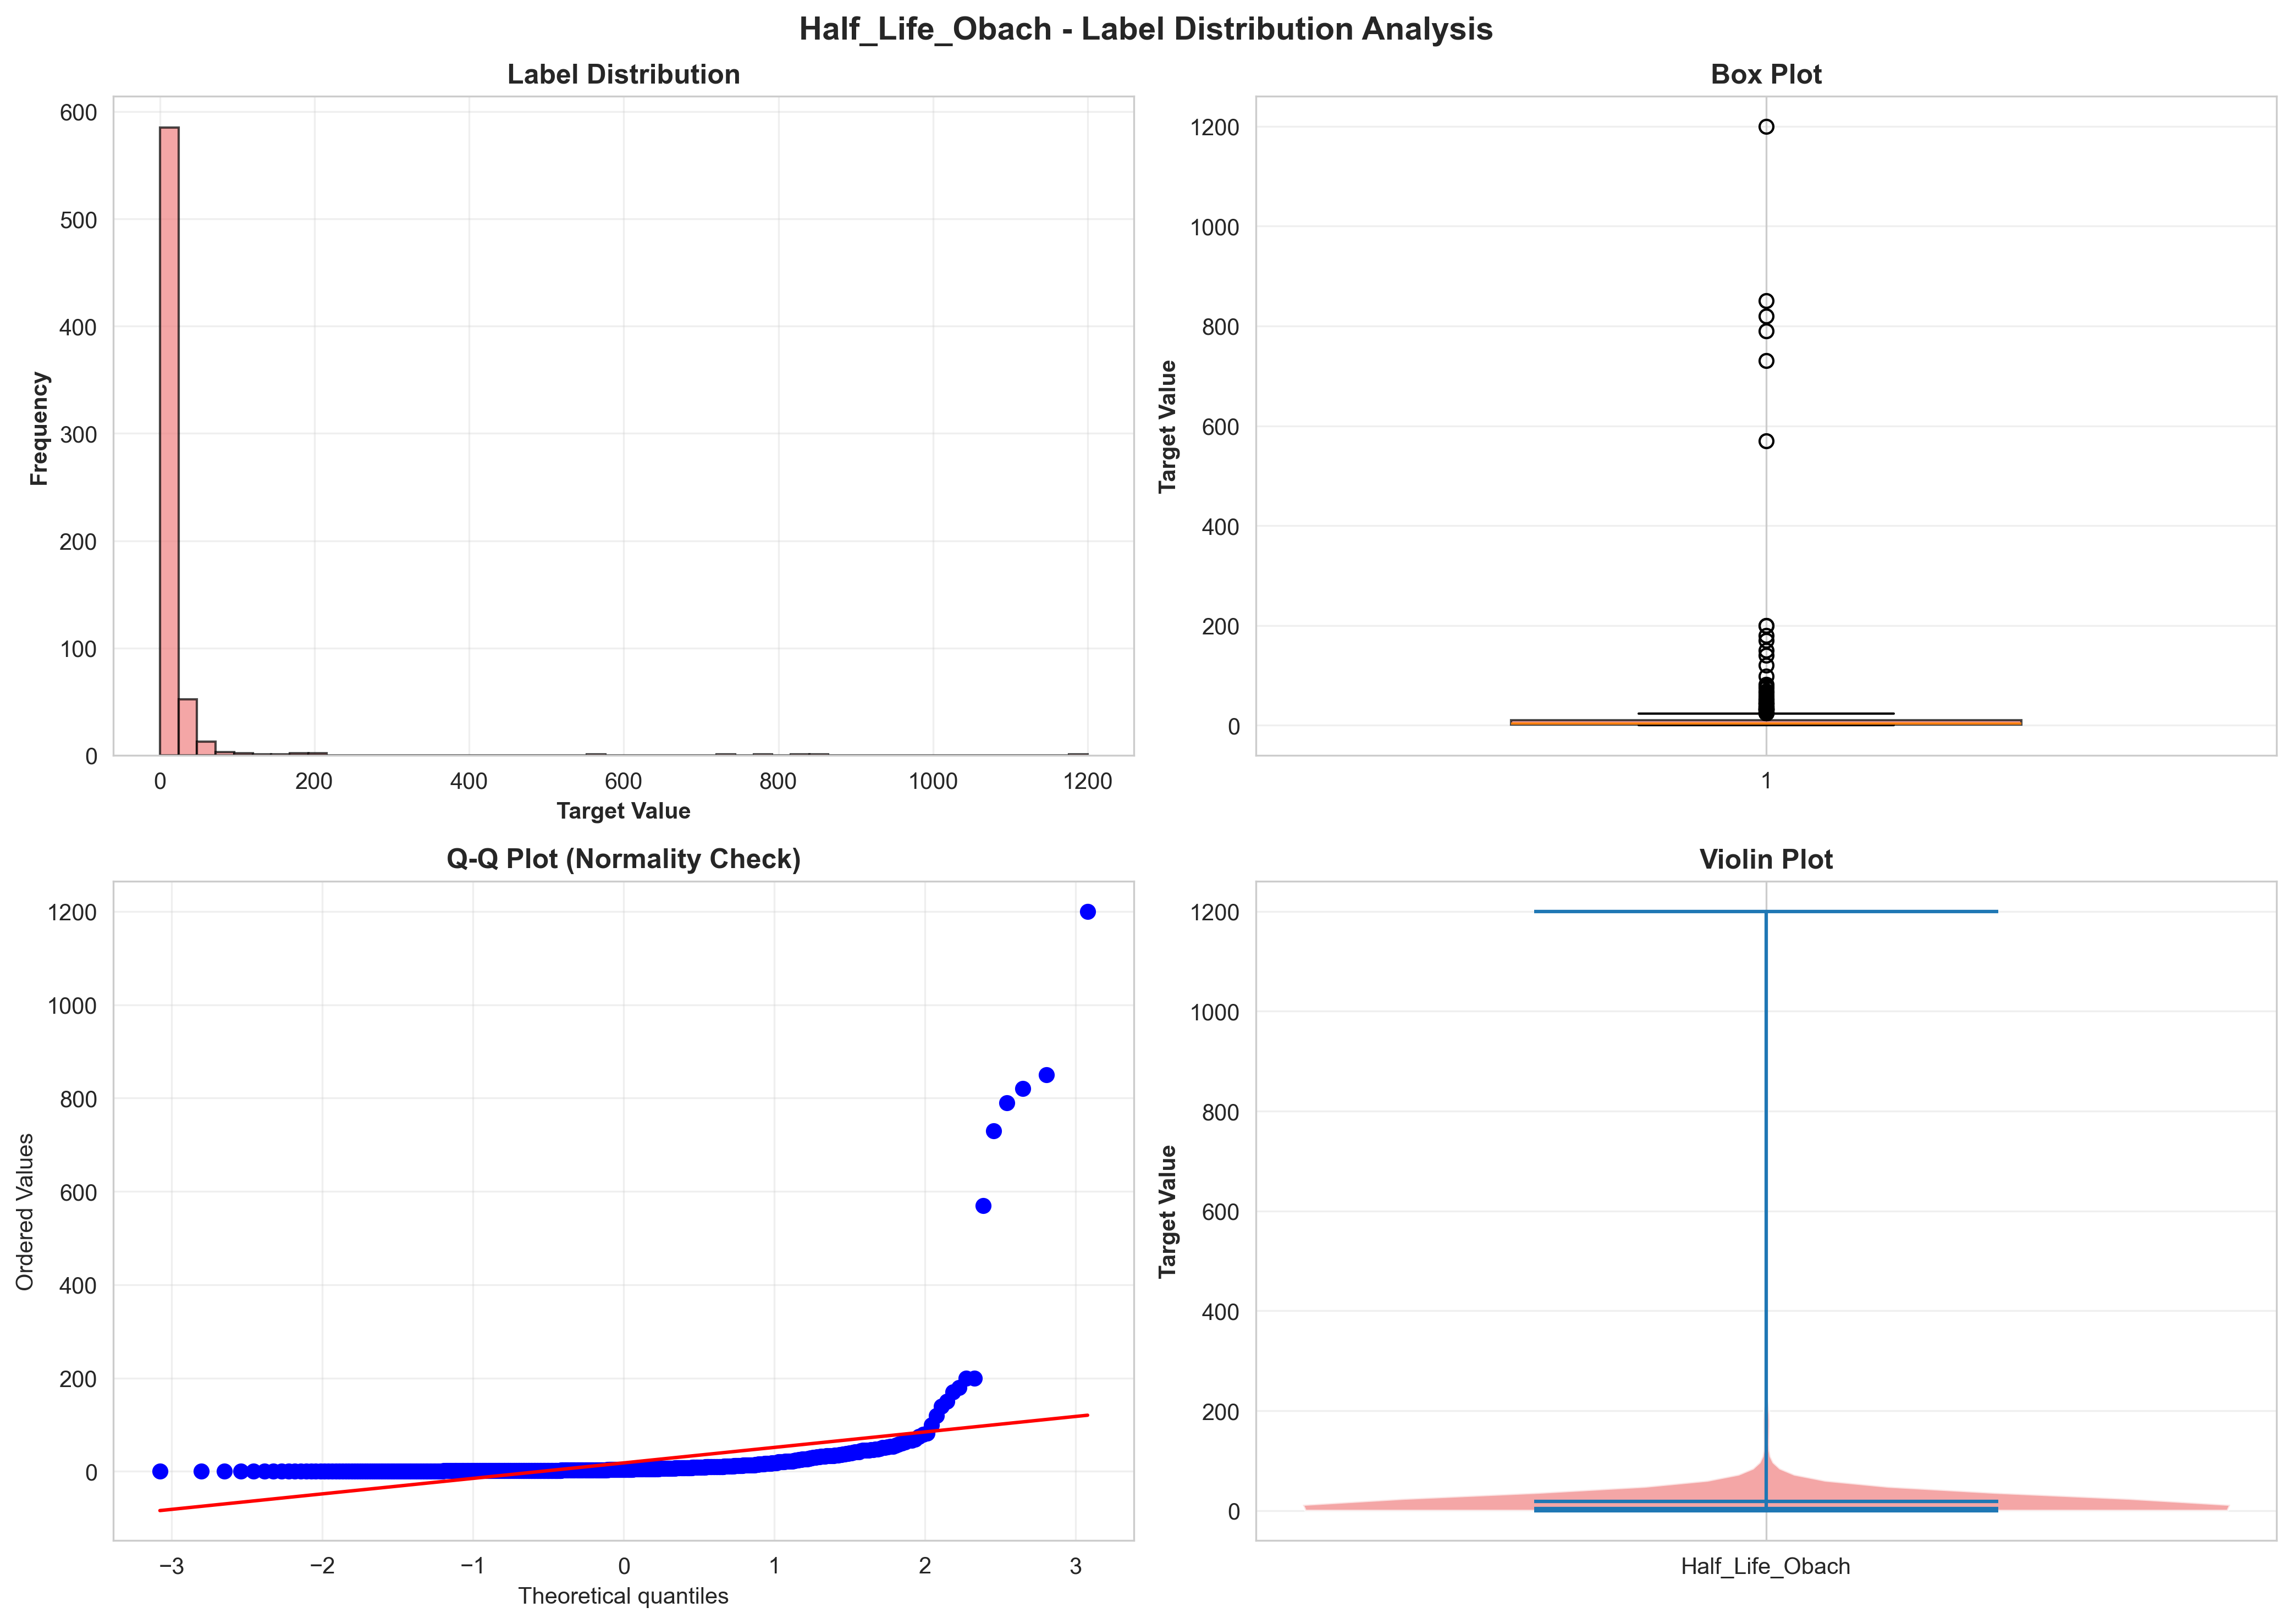 Half_Life_Obach - Label Distribution Analysis
Label Distribution
600
500
400
300
200
100
0
Frequency
0 200 400 600 800 1000 1200
Target Value
Box Plot
1200
1000
800
600
400
200
0
Target Value
1
Q-Q Plot (Normality Check)
1200
1000
800
600
400
200
0
Ordered Values
−3 −2 −1 0 1 2 3
Theoretical quantiles
Violin Plot
1200
1000
800
600
400
200
0
Target Value
Half_Life_Obach